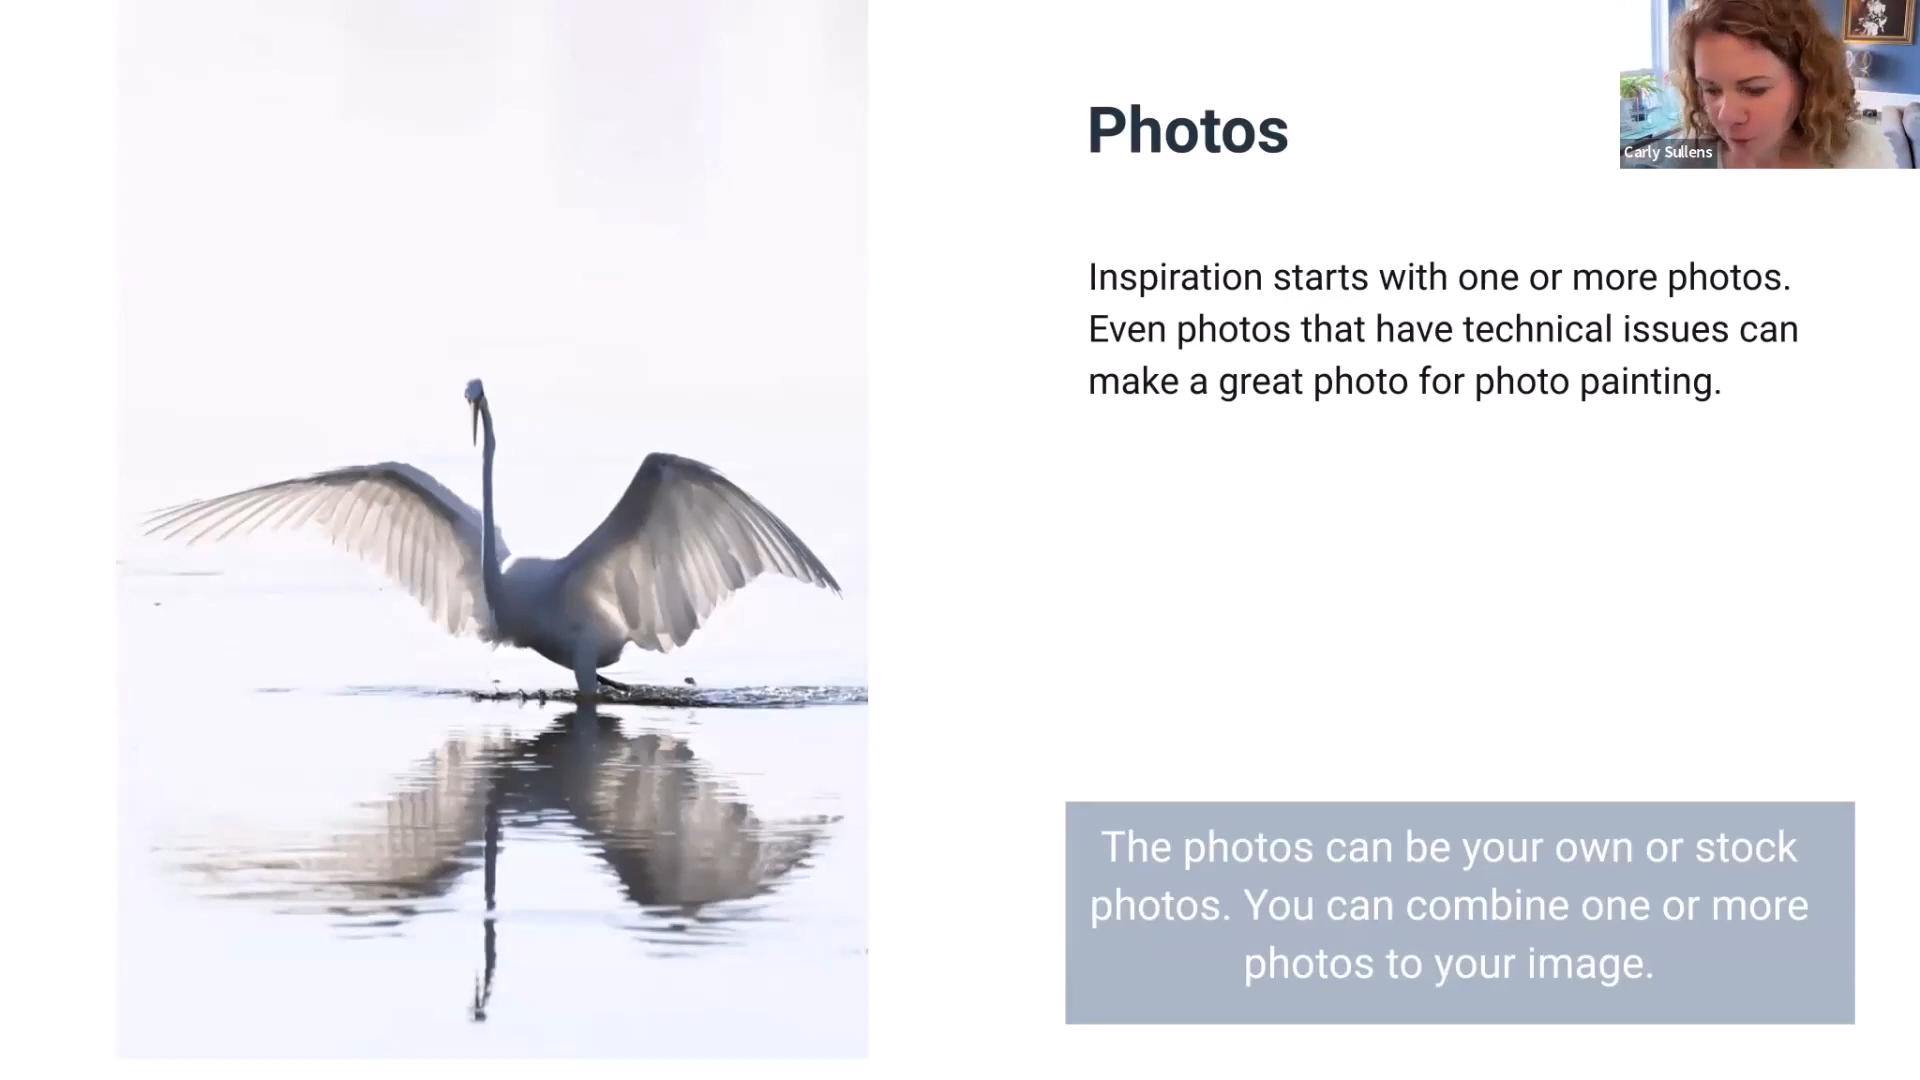 Photos
Carly Sullens
Inspiration starts with one or more photos.
Even photos that have technical issues can
make a great photo for photo painting.
The photos can be your own or stock
photos. You can combine one or more
photos to your image.